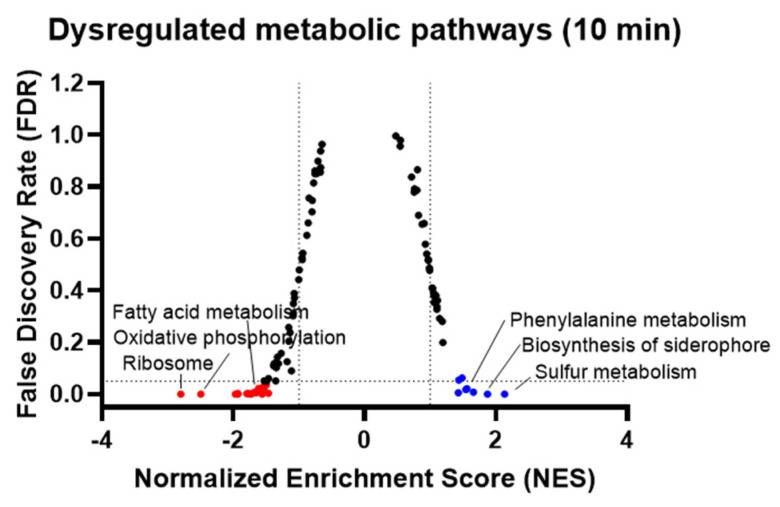 Dysregulated metabolic pathways (10 min)
False Discovery Rate (FDR)
1.2
1.0
0.8
0.6
0.4
0.2
0.0
Fatty acid metabolism
Oxidative phosphorylation
Ribosome
Phenylalanine metabolism
Biosynthesis of siderophore
Sulfur metabolism
-4
-2
0
2
4
Normalized Enrichment Score (NES)